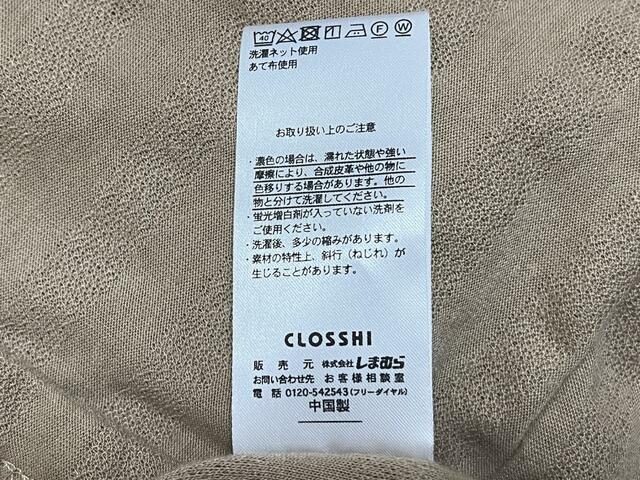 40 F W
洗濯ネット使用
あて布使用
お取り扱い上のご注意
・濃色の場合は、濡れた状態や強い
摩擦により、合成皮革や他の物に
色移りする場合があります。他の
物と分けて洗濯してください。
・蛍光増白剤が入っていない洗剤を
ご使用ください。
・洗濯後、多少の縮みがあります。
・素材の特性上、斜行(ねじれ)が
生じることがあります。
CLOSSHI
販売元 株式会社しまむら
お問い合わせ先 お客様相談室
電話 0120-542543(フリーダイヤル)
中国製